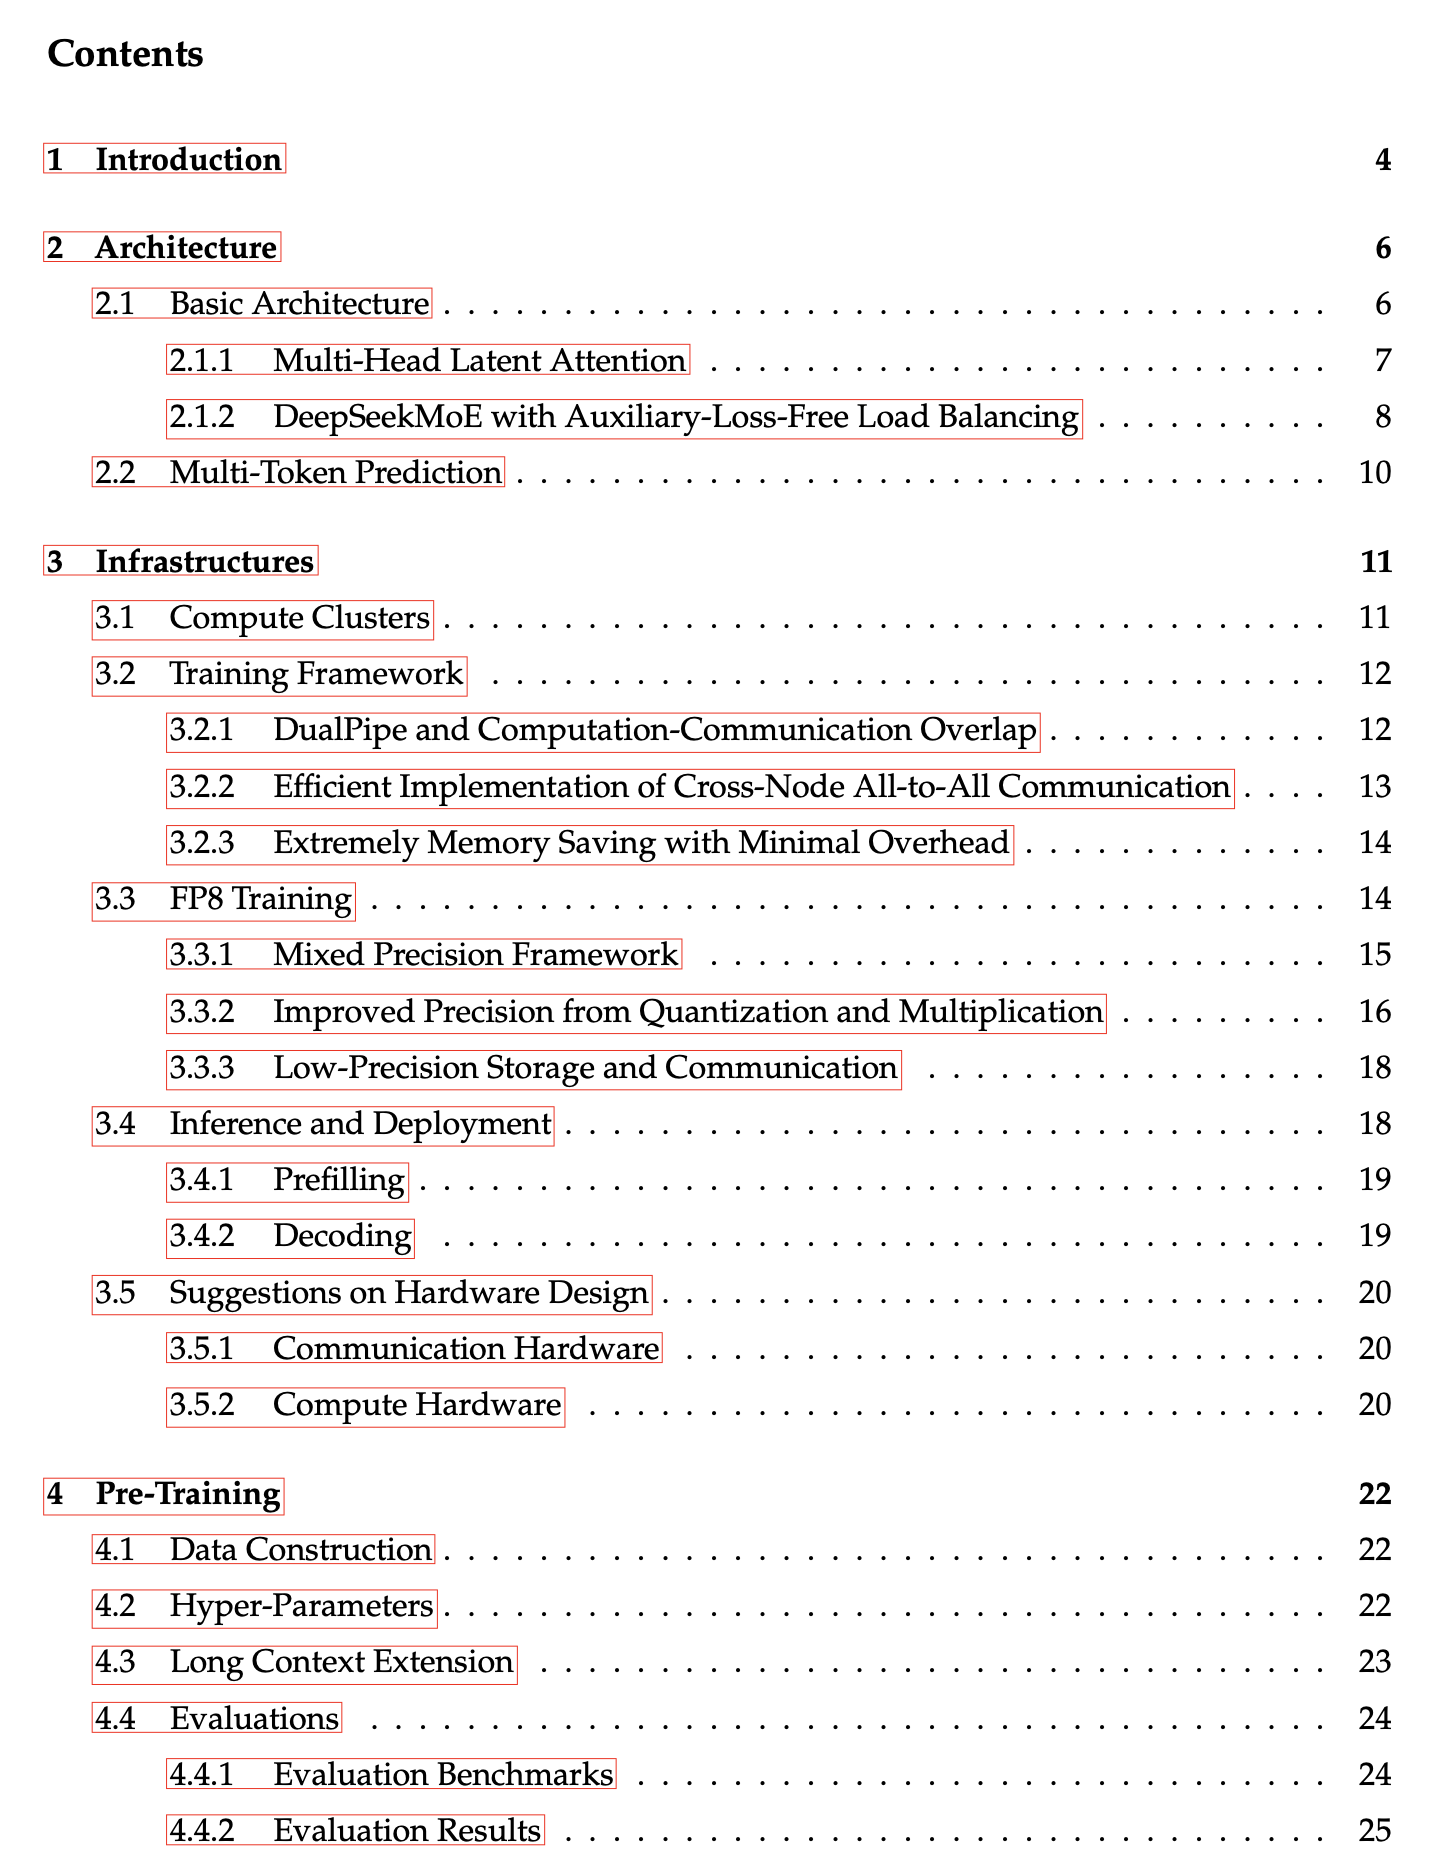 Contents
1 Introduction 4
2 Architecture 6
2.1 Basic Architecture . . . . . . . . . . . . . . . . . . . . . . . . . . . . . . . . . . . . . 6
2.1.1 Multi-Head Latent Attention . . . . . . . . . . . . . . . . . . . . . . . . . . 7
2.1.2 DeepSeekMoE with Auxiliary-Loss-Free Load Balancing . . . . . . . . . . 8
2.2 Multi-Token Prediction . . . . . . . . . . . . . . . . . . . . . . . . . . . . . . . . . . 10
3 Infrastructures 11
3.1 Compute Clusters . . . . . . . . . . . . . . . . . . . . . . . . . . . . . . . . . . . . . 11
3.2 Training Framework . . . . . . . . . . . . . . . . . . . . . . . . . . . . . . . . . . . 12
3.2.1 DualPipe and Computation-Communication Overlap . . . . . . . . . . . . 12
3.2.2 Efficient Implementation of Cross-Node All-to-All Communication . . . . 13
3.2.3 Extremely Memory Saving with Minimal Overhead . . . . . . . . . . . . . 14
3.3 FP8 Training . . . . . . . . . . . . . . . . . . . . . . . . . . . . . . . . . . . . . . . . 14
3.3.1 Mixed Precision Framework . . . . . . . . . . . . . . . . . . . . . . . . . . 15
3.3.2 Improved Precision from Quantization and Multiplication . . . . . . . . . 16
3.3.3 Low-Precision Storage and Communication . . . . . . . . . . . . . . . . . 18
3.4 Inference and Deployment . . . . . . . . . . . . . . . . . . . . . . . . . . . . . . . . 18
3.4.1 Prefilling . . . . . . . . . . . . . . . . . . . . . . . . . . . . . . . . . . . . . . 19
3.4.2 Decoding . . . . . . . . . . . . . . . . . . . . . . . . . . . . . . . . . . . . . 19
3.5 Suggestions on Hardware Design . . . . . . . . . . . . . . . . . . . . . . . . . . . . 20
3.5.1 Communication Hardware . . . . . . . . . . . . . . . . . . . . . . . . . . . 20
3.5.2 Compute Hardware . . . . . . . . . . . . . . . . . . . . . . . . . . . . . . . 20
4 Pre-Training 22
4.1 Data Construction . . . . . . . . . . . . . . . . . . . . . . . . . . . . . . . . . . . . . 22
4.2 Hyper-Parameters . . . . . . . . . . . . . . . . . . . . . . . . . . . . . . . . . . . . . 22
4.3 Long Context Extension . . . . . . . . . . . . . . . . . . . . . . . . . . . . . . . . . 23
4.4 Evaluations . . . . . . . . . . . . . . . . . . . . . . . . . . . . . . . . . . . . . . . . 24
4.4.1 Evaluation Benchmarks . . . . . . . . . . . . . . . . . . . . . . . . . . . . . 24
4.4.2 Evaluation Results . . . . . . . . . . . . . . . . . . . . . . . . . . . . . . . . 25